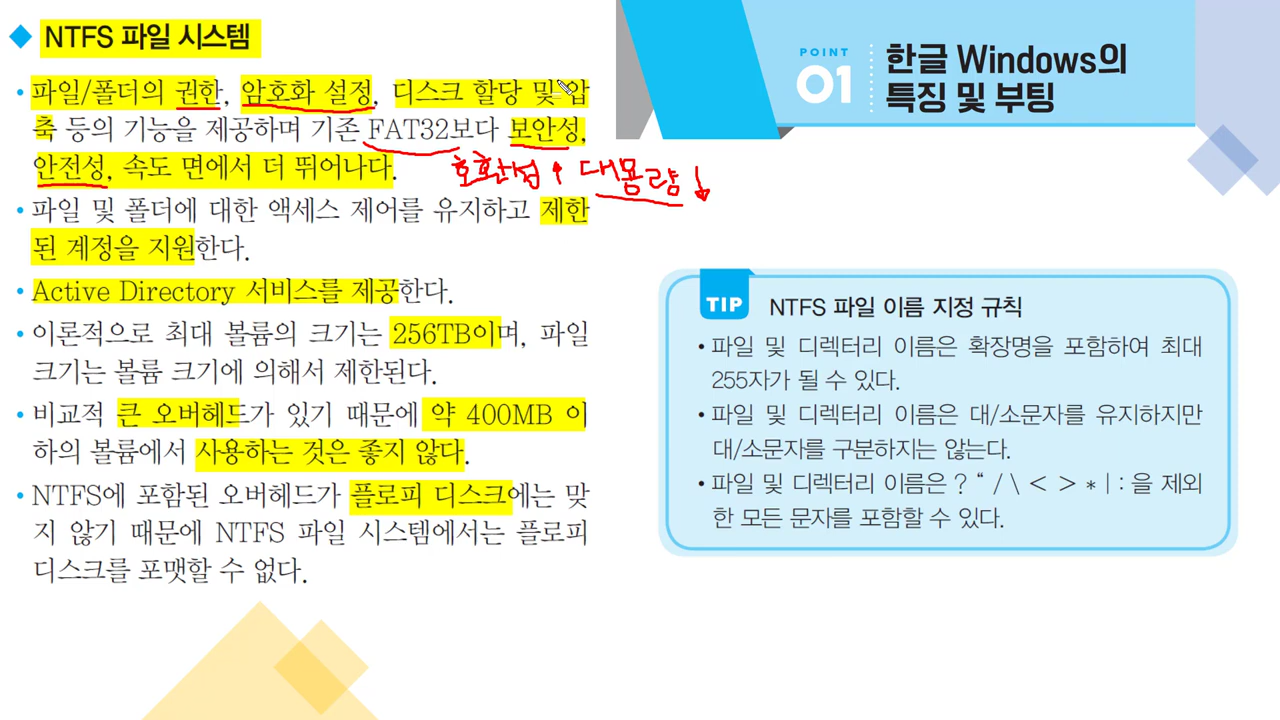 ◆ NTFS 파일 시스템
• 파일/폴더의 권한, 암호화 설정, 디스크 할당 및 압
축 등의 기능을 제공하며 기존 FAT32보다 보안성,
안전성, 속도 면에서 더 뛰어나다.
호환성↑ 대용량↓
• 파일 및 폴더에 대한 액세스 제어를 유지하고 제한
된 계정을 지원한다.
• Active Directory 서비스를 제공한다.
• 이론적으로 최대 볼륨의 크기는 256TB이며, 파일
크기는 볼륨 크기에 의해서 제한된다.
• 비교적 큰 오버헤드가 있기 때문에 약 400MB 이
하의 볼륨에서 사용하는 것은 좋지 않다.
• NTFS에 포함된 오버헤드가 플로피 디스크에는 맞
지 않기 때문에 NTFS 파일 시스템에서는 플로피
디스크를 포맷할 수 없다.
POINT
01
한글 Windows의
특징 및 부팅
TIP NTFS 파일 이름 지정 규칙
• 파일 및 디렉터리 이름은 확장명을 포함하여 최대
255자가 될 수 있다.
• 파일 및 디렉터리 이름은 대/소문자를 유지하지만
대/소문자를 구분하지는 않는다.
• 파일 및 디렉터리 이름은 ? “ / \ < > * | : 을 제외
한 모든 문자를 포함할 수 있다.